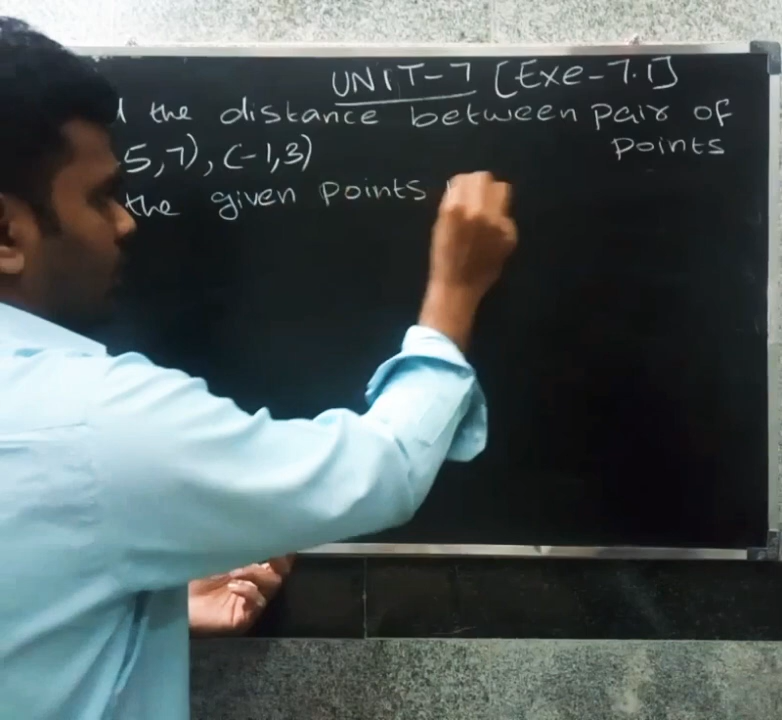 UNIT-7 [Exe-7.1]
the distance between pair of
5,7), (-1,3) points
the given points